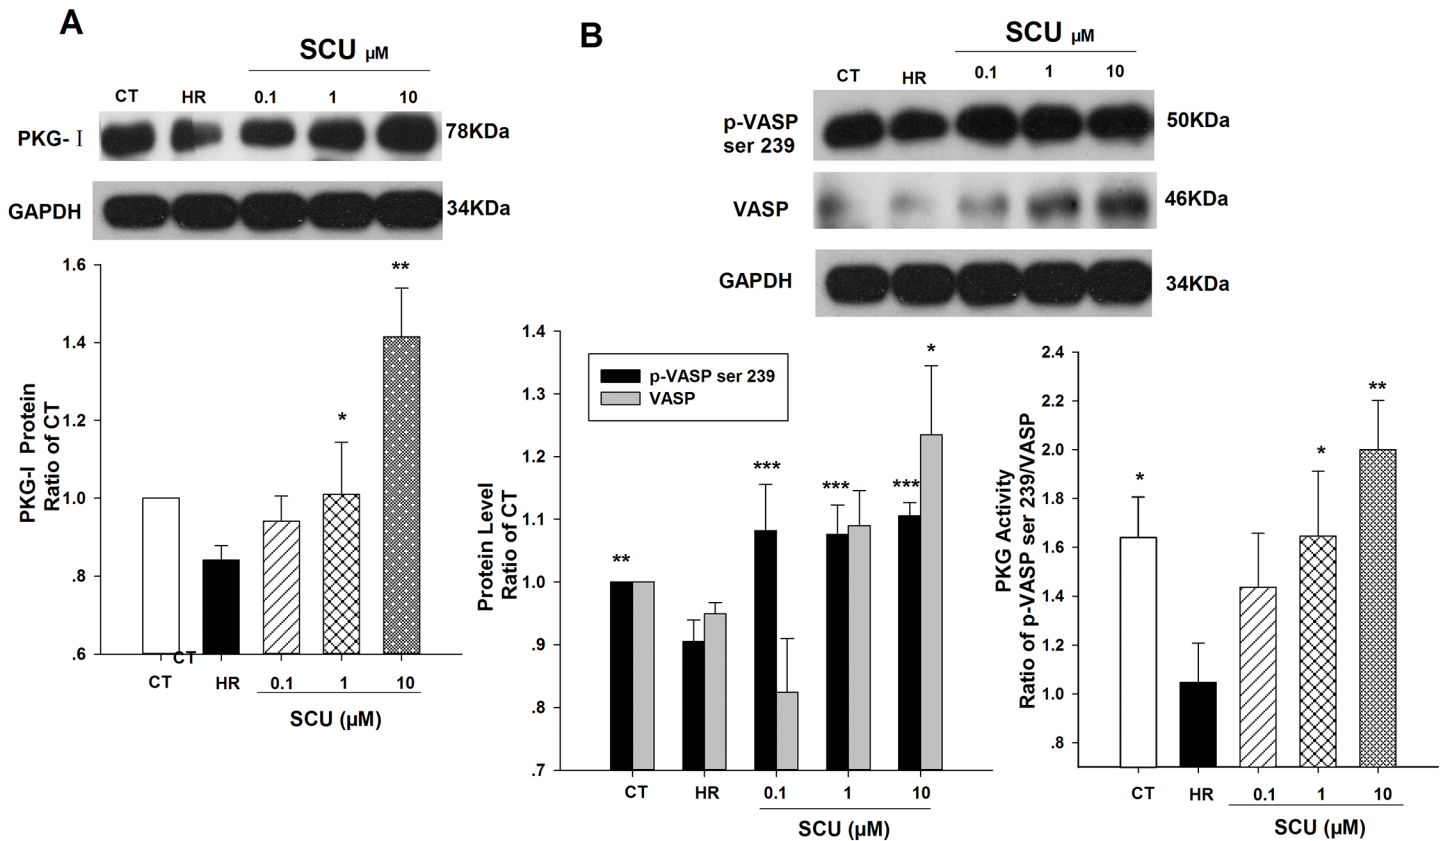 A
SCU µM
CT HR 0.1 1 10
PKG-Ⅰ 78KDa
GAPDH 34KDa
1.6
1.4
1.2
1.0
.8
.6
PKG-I Protein
Ratio of CT
*
**
CT
CT HR 0.1 1 10
SCU (µM)
B
SCU µM
CT HR 0.1 1 10
p-VASP
ser 239
50KDa
VASP 46KDa
GAPDH 34KDa
1.4
1.3
1.2
1.1
1.0
.9
.8
.7
Protein Level
Ratio of CT
p-VASP ser 239
VASP
**
***
***
***
*
CT HR 0.1 1 10
SCU (µM)
2.4
2.2
2.0
1.8
1.6
1.4
1.2
1.0
.8
PKG Activity
Ratio of p-VASP ser 239/VASP
*
*
**
CT HR 0.1 1 10
SCU (µM)